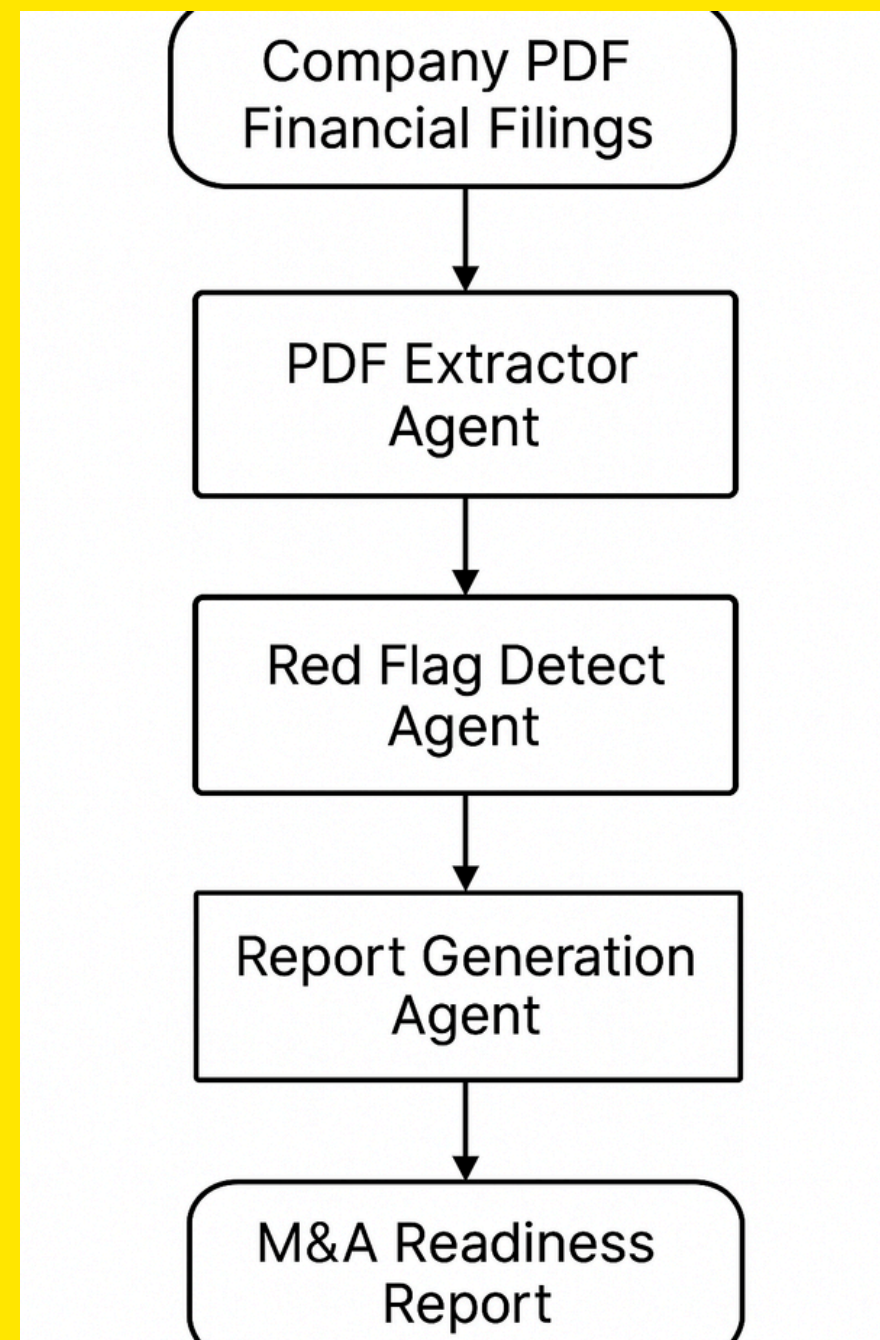 Company PDF
Financial Filings
PDF Extractor
Agent
Red Flag Detect
Agent
Report Generation
Agent
M&A Readiness
Report